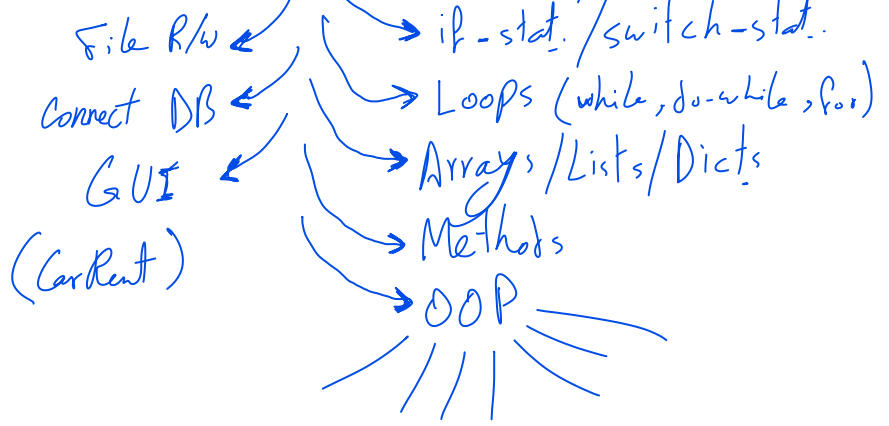 File R/W
if-stat. / switch-stat.
Connect DB
Loops (while, do-while, for)
GUI
Arrays / Lists / Dicts
(CarRent)
Methods
OOP